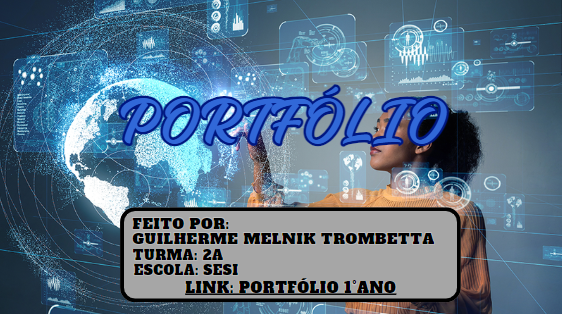 PORTFÓLIO
FEITO POR:
GUILHERME MELNIK TROMBETTA
TURMA: 2A
ESCOLA: SESI
LINK: PORTFÓLIO 1°ANO